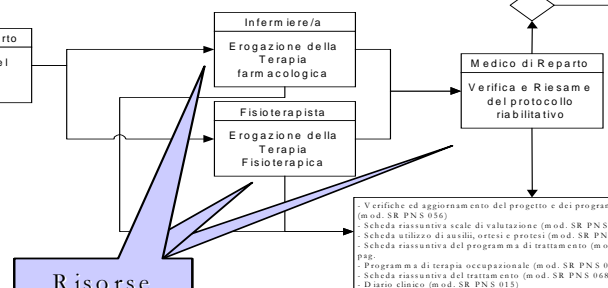 rto
el
Infermiere/a
Erogazione della
Terapia
farmacologica
Fisioterapista
Erogazione della
Terapia
Fisioterapica
Medico di Reparto
Verifica e Riesame
del protocollo
riabilitativo
- Verifiche ed aggiornamento del progetto e dei program
(mod. SR PNS 056)
- Scheda riassuntiva scale di valutazione (mod. SR PNS
- Scheda utilizzo di ausilii, ortesi e protesi (mod. SR PN
- Scheda riassuntiva del programma di trattamento (mo
pag.
- Programma di terapia occupazionale (mod. SR PNS 0
- Scheda riassuntiva del trattamento (mod. SR PNS 068
- Diario clinico (mod. SR PNS 015)
Risorse